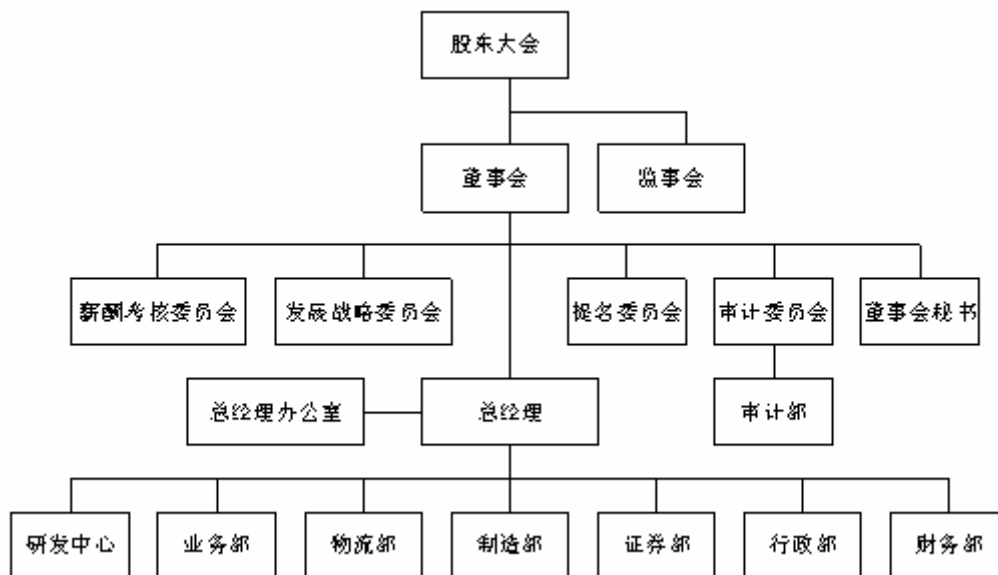 股东大会
董事会
监事会
薪酬考核委员会
发展战略委员会
提名委员会
审计委员会
董事会秘书
总经理办公室
总经理
审计部
研发中心
业务部
物流部
制造部
证券部
行政部
财务部